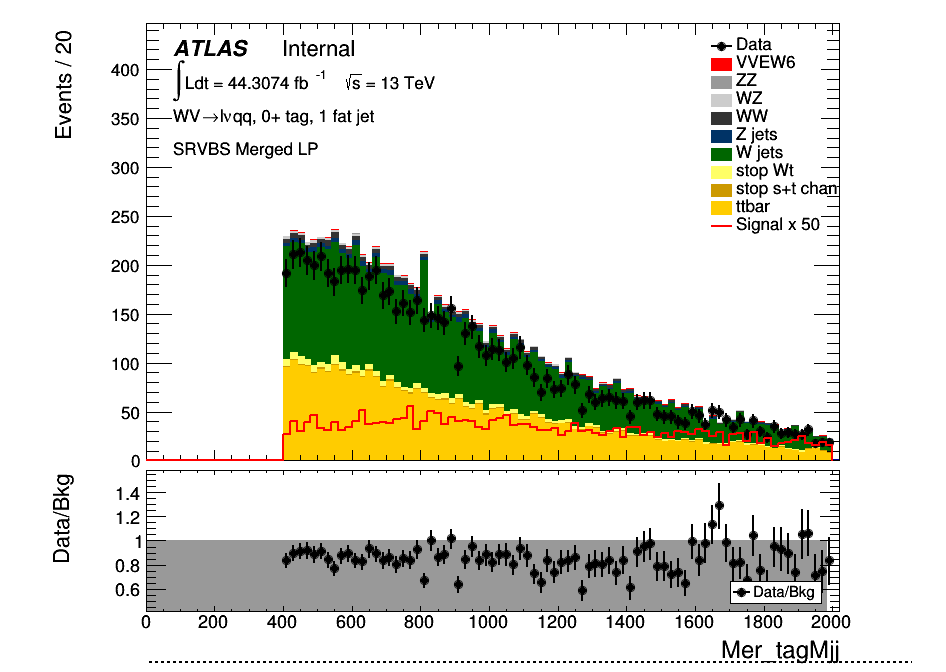 ATLAS Internal
∫Ldt = 44.3074 fb⁻¹ √s = 13 TeV
WV→lνqq, 0+ tag, 1 fat jet
SRVBS Merged LP
Data
VVEW6
ZZ
WZ
WW
Z jets
W jets
stop Wt
stop s+t chan
ttbar
Signal x 50
Events / 20
400
350
300
250
200
150
100
50
0
Data/Bkg
1.4
1.2
1
0.8
0.6
Data/Bkg
0 200 400 600 800 1000 1200 1400 1600 1800 2000
Mer_tagMjj